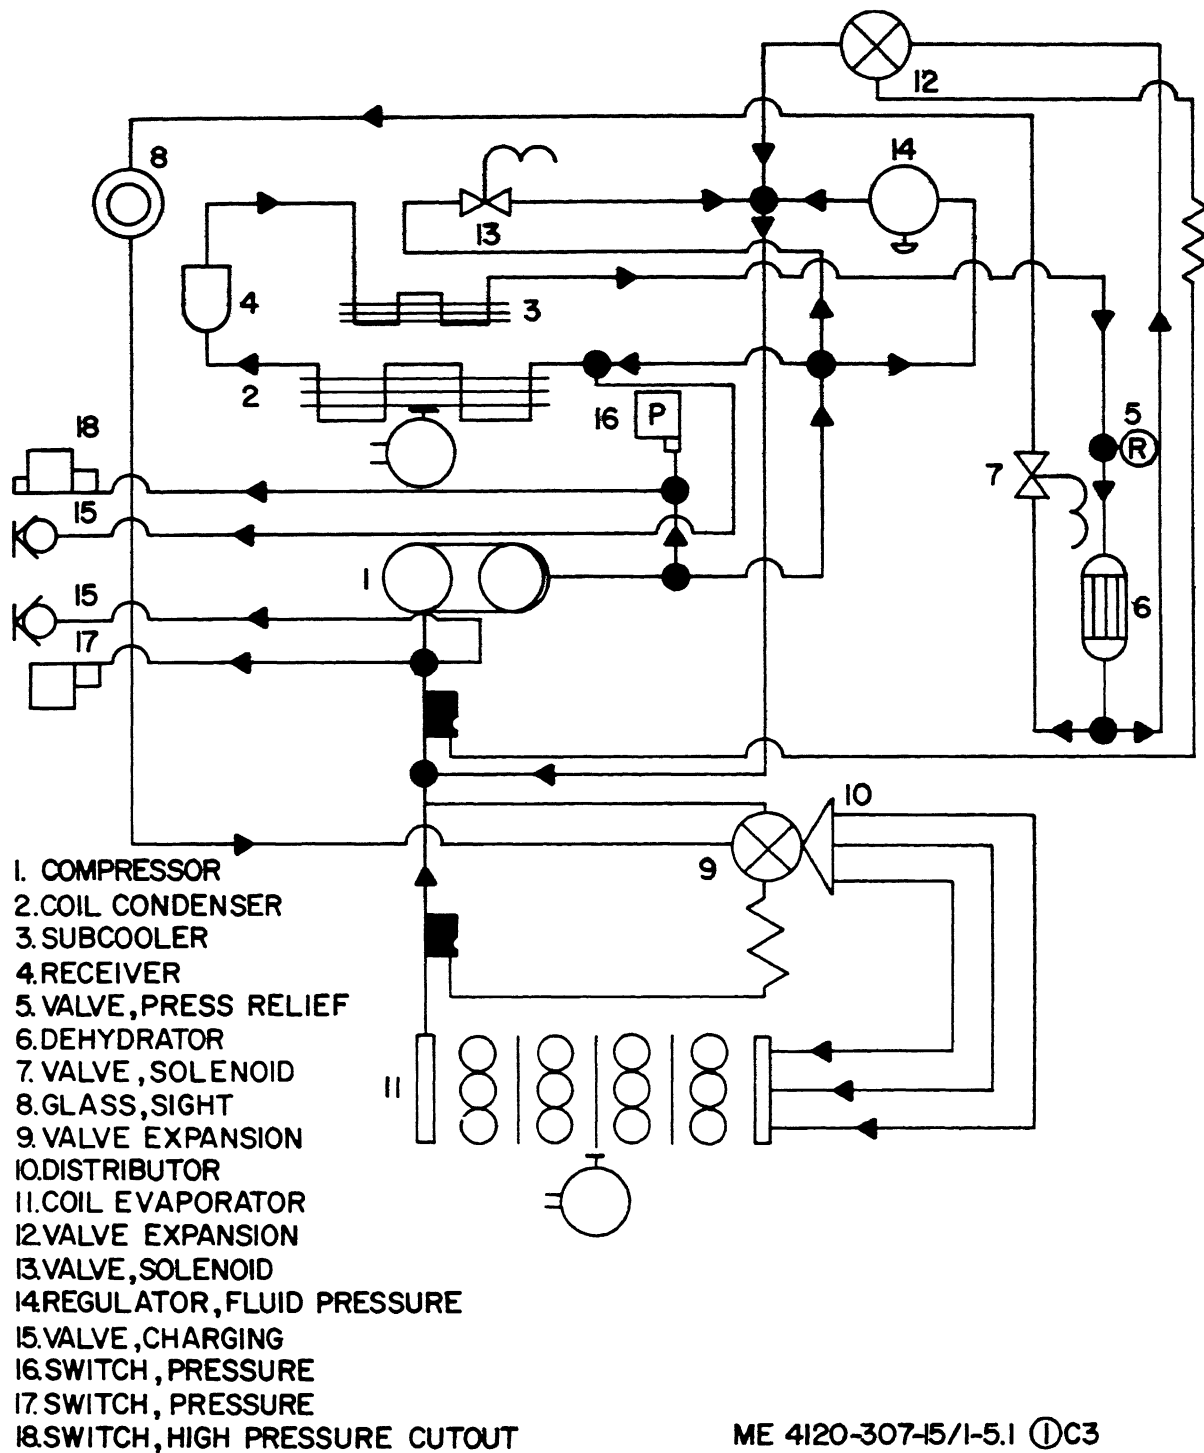 12
8
14
13
4
3
2
16
P
5
R
18
7
15
1
6
15
17
10
9
11
1. COMPRESSOR
2. COIL CONDENSER
3. SUBCOOLER
4. RECEIVER
5. VALVE, PRESS RELIEF
6. DEHYDRATOR
7. VALVE, SOLENOID
8. GLASS, SIGHT
9. VALVE EXPANSION
10. DISTRIBUTOR
11. COIL EVAPORATOR
12. VALVE EXPANSION
13. VALVE, SOLENOID
14. REGULATOR, FLUID PRESSURE
15. VALVE, CHARGING
16. SWITCH, PRESSURE
17. SWITCH, PRESSURE
18. SWITCH, HIGH PRESSURE CUTOUT
ME 4120-307-15/1-5.1 ① C3